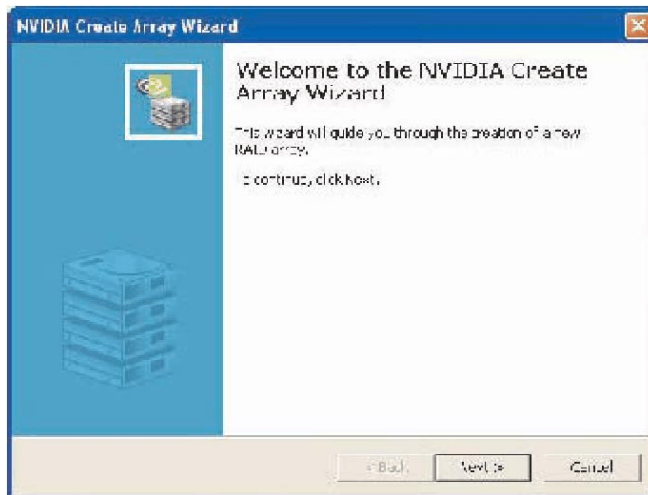 NVIDIA Create Array Wizard
Welcome to the NVIDIA Create
Array Wizard
This wizard will guide you through the creation of a new
RAID array.
To continue, click Next.
< Back
Next >
Cancel